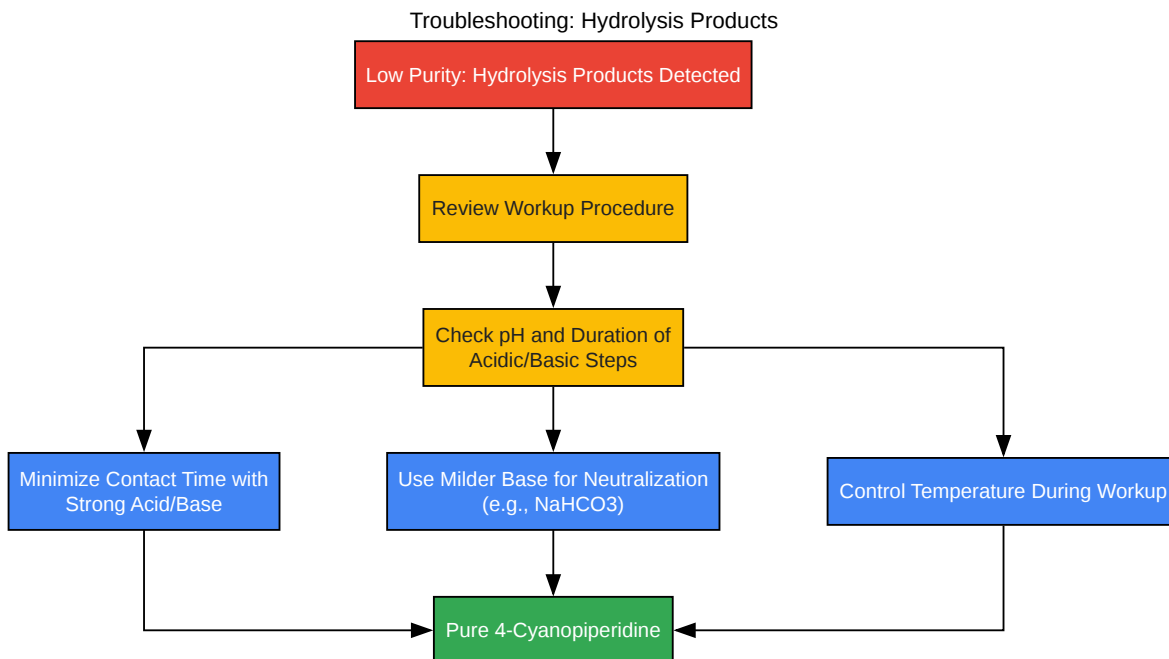 Troubleshooting: Hydrolysis Products
Low Purity: Hydrolysis Products Detected
Review Workup Procedure
Check pH and Duration of
Acidic/Basic Steps
Minimize Contact Time with
Strong Acid/Base
Use Milder Base for Neutralization
(e.g., NaHCO3)
Control Temperature During Workup
Pure 4-Cyanopiperidine